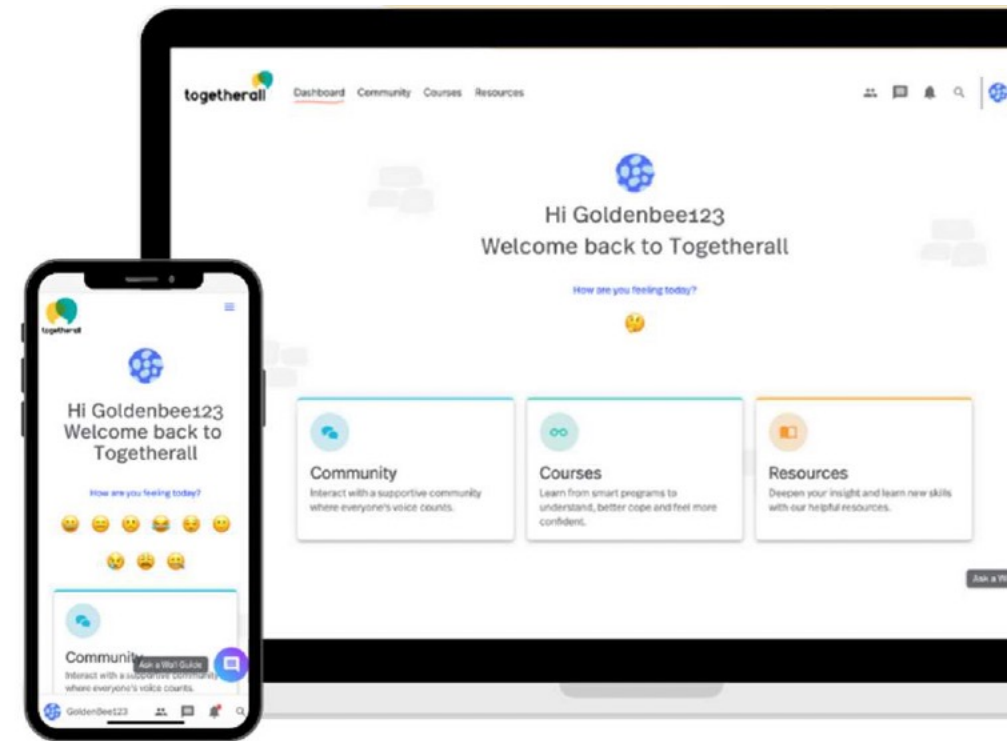 togetherall
Dashboard Community Courses Resources
Hi Goldenbee123
Welcome back to Togetherall
How are you feeling today?
Community
Interact with a supportive community
where everyone's voice counts.
Courses
Learn from smart programs to
understand, better cope and feel more
confident.
Resources
Deepen your insight and learn new skills
with our helpful resources.
Ask a W
togetherall
Hi Goldenbee123
Welcome back to
Togetherall
How are you feeling today?
Community
Ask a Wall Guide
Interact with a supportive community
where everyone's voice counts.
GoldenBee123